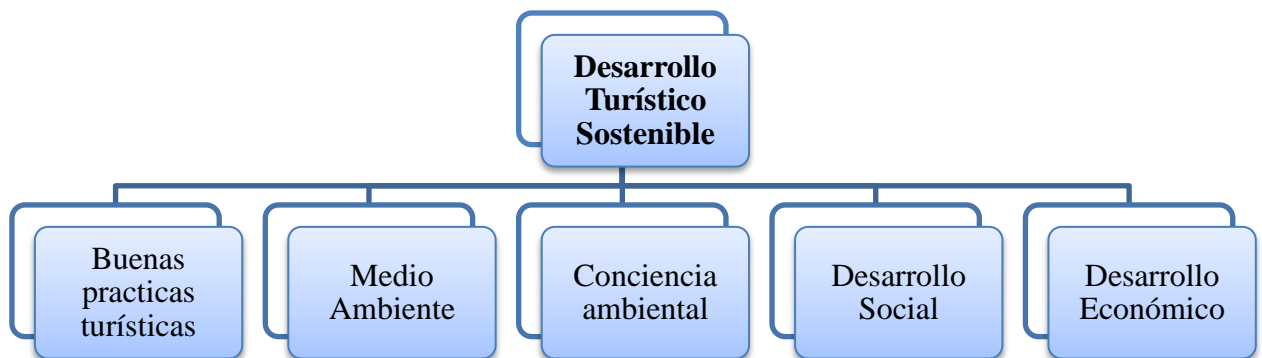 Desarrollo
Turístico
Sostenible
Buenas
practicas
turísticas
Medio
Ambiente
Conciencia
ambiental
Desarrollo
Social
Desarrollo
Económico